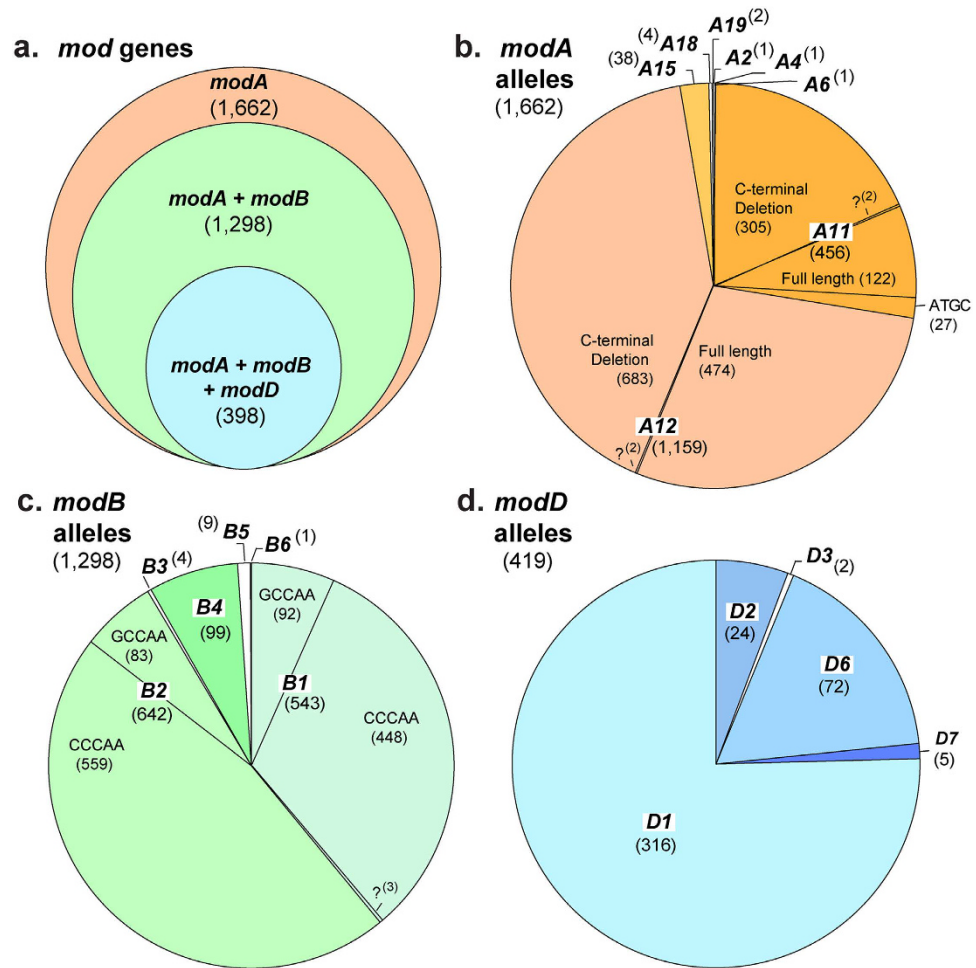 a. mod genes
modA
(1,662)
modA + modB
(1,298)
modA + modB
+ modD
(398)
b. modA
alleles
(1,662)
(38) A15
(4) A18
A19 (2)
A2 (1)
A4 (1)
A6 (1)
C-terminal
Deletion
(305)
? (2)
A11
(456)
Full length (122)
ATGC
(27)
C-terminal
Deletion
(683)
Full length
(474)
A12
(1,159)
? (2)
c. modB
alleles
(1,298)
B3 (4)
(9) B5
B6 (1)
GCCAA
(83)
B4
(99)
GCCAA
(92)
B2
(642)
B1
(543)
CCCAA
(559)
CCCAA
(448)
? (3)
d. modD
alleles
(419)
D3 (2)
D2
(24)
D6
(72)
D7
(5)
D1
(316)